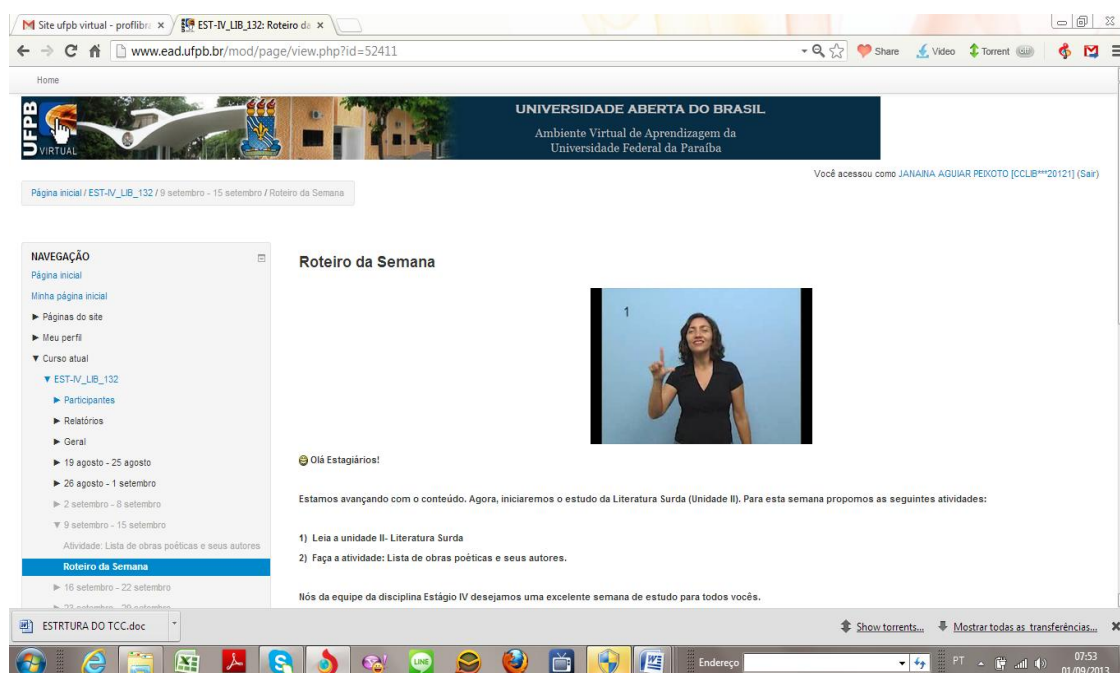 Site ufpb virtual - proflibr
EST-IV_LIB_132: Roteiro da
www.ead.ufpb.br/mod/page/view.php?id=52411
Share
Video
Torrent
Home
UFPB
VIRTUAL
UNIVERSIDADE ABERTA DO BRASIL
Ambiente Virtual de Aprendizagem da
Universidade Federal da Paraíba
Você acessou como JANAINA AGUIAR PEIXOTO [CCLIB***20121] (Sair)
Página inicial / EST-IV_LIB_132 / 9 setembro - 15 setembro / Roteiro da Semana
NAVEGAÇÃO
Página inicial
Minha página inicial
► Páginas do site
► Meu perfil
▼ Curso atual
▼ EST-IV_LIB_132
► Participantes
► Relatórios
► Geral
► 19 agosto - 25 agosto
► 26 agosto - 1 setembro
► 2 setembro - 8 setembro
▼ 9 setembro - 15 setembro
Atividade: Lista de obras poéticas e seus autores
Roteiro da Semana
► 16 setembro - 22 setembro
► 23 setembro - 29 setembro
Roteiro da Semana
1
Olá Estagiários!
Estamos avançando com o conteúdo. Agora, iniciaremos o estudo da Literatura Surda (Unidade II). Para esta semana propomos as seguintes atividades:
1) Leia a unidade II- Literatura Surda
2) Faça a atividade: Lista de obras poéticas e seus autores.
Nós da equipe da disciplina Estágio IV desejamos uma excelente semana de estudo para todos vocês.
ESTRTURA DO TCC.doc
Show torrents...
Mostrar todas as transferências...
LINE
Endereço
PT
07:53
01/09/2013